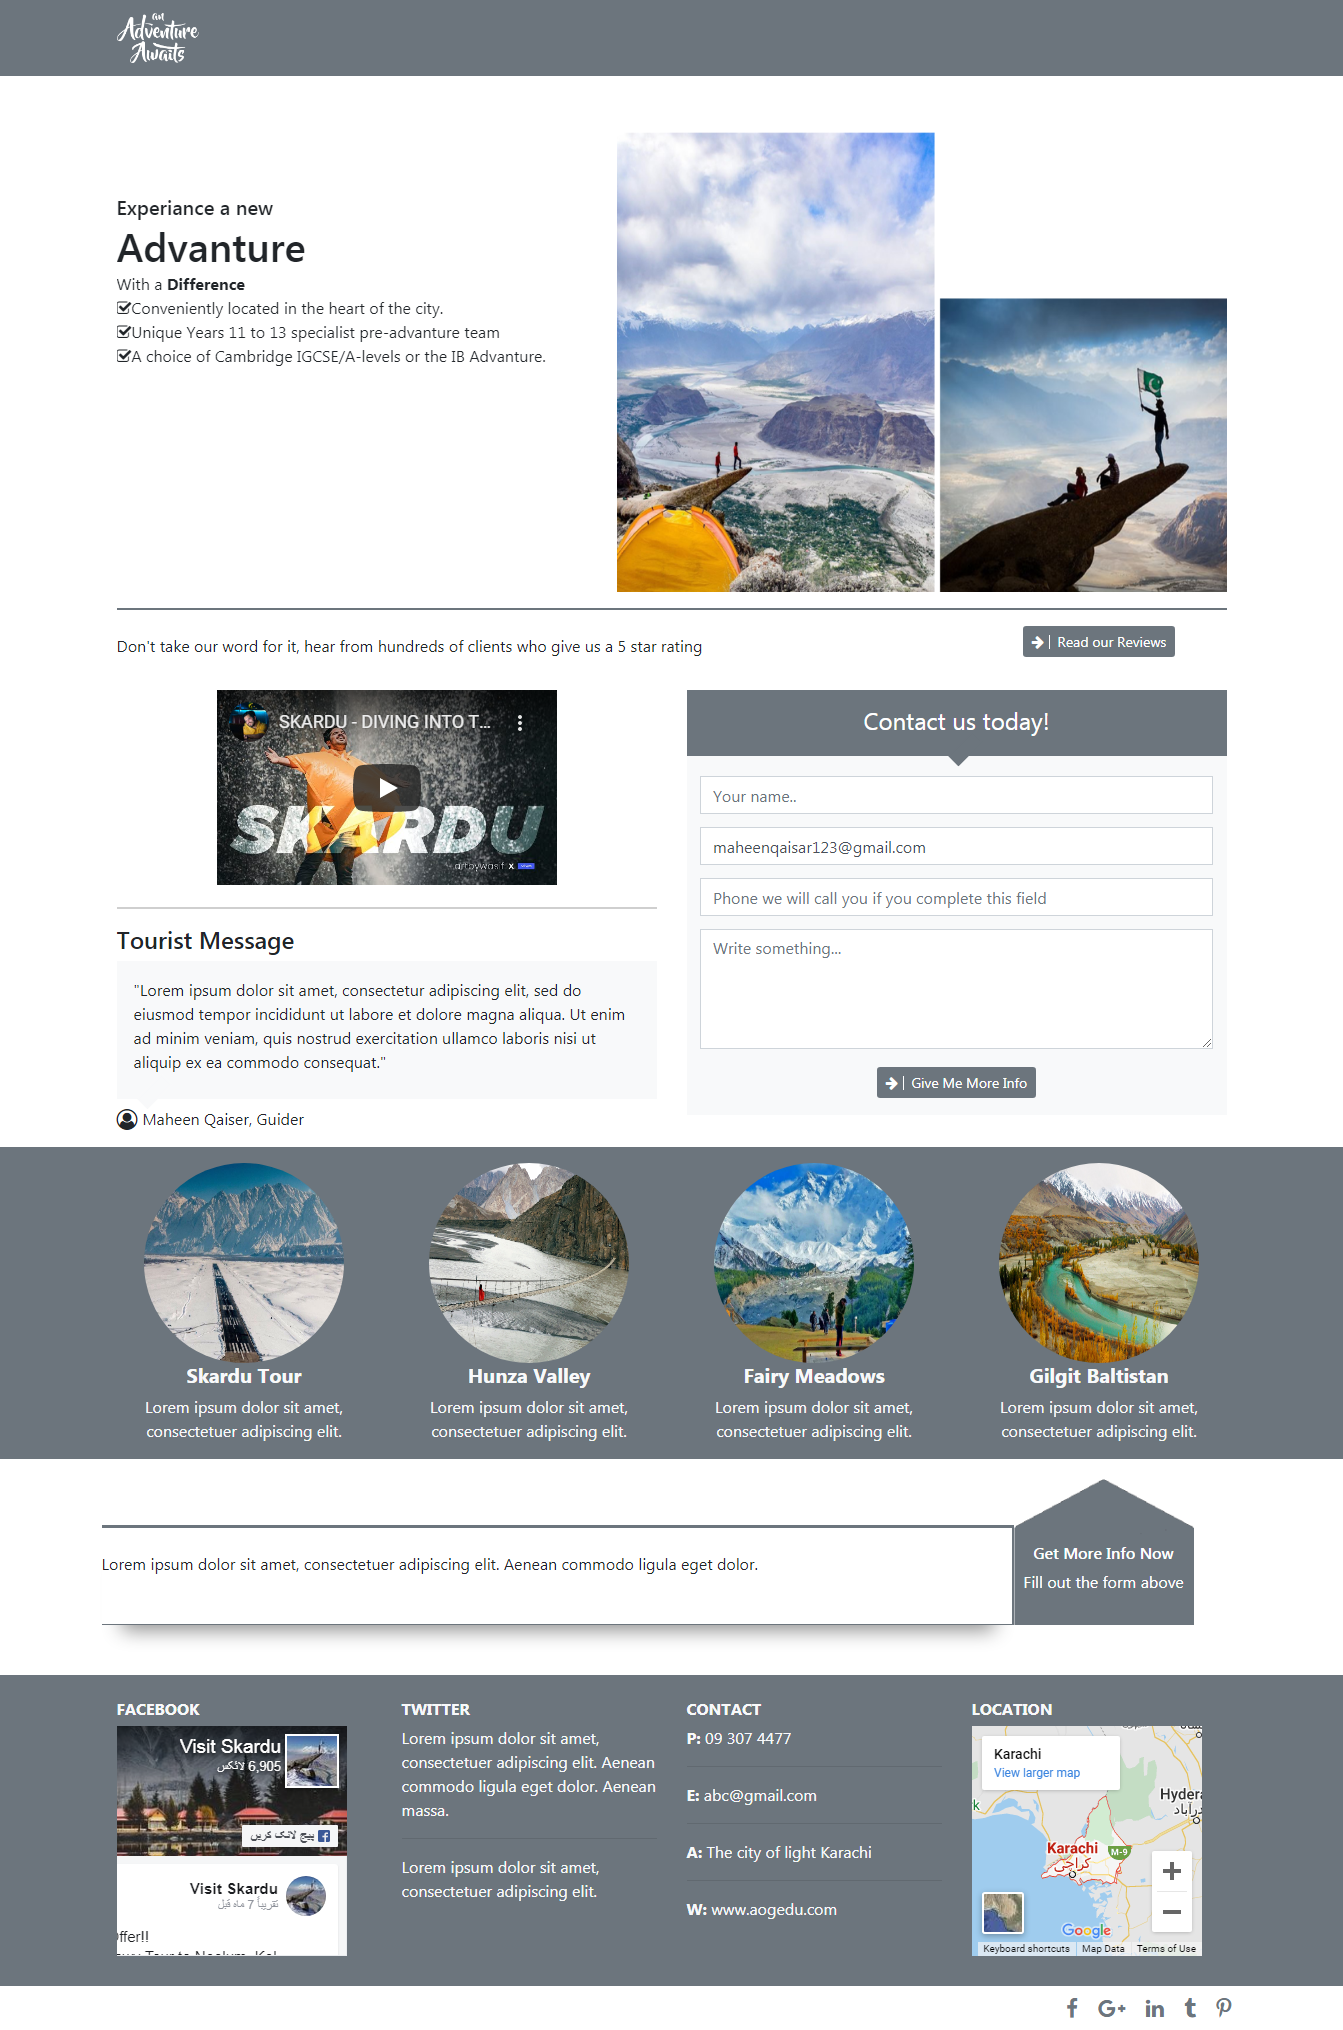 an
Adventure
Awaits
Experiance a new
Advanture
With a Difference
Conveniently located in the heart of the city.
Unique Years 11 to 13 specialist pre-advanture team
A choice of Cambridge IGCSE/A-levels or the IB Advanture.
Don't take our word for it, hear from hundreds of clients who give us a 5 star rating
Read our Reviews
SKARDU - DIVING INTO T...
SKARDU
artbywasif x
Contact us today!
Your name..
maheenqaisar123@gmail.com
Phone we will call you if you complete this field
Write something...
Give Me More Info
Tourist Message
"Lorem ipsum dolor sit amet, consectetur adipiscing elit, sed do
eiusmod tempor incididunt ut labore et dolore magna aliqua. Ut enim
ad minim veniam, quis nostrud exercitation ullamco laboris nisi ut
aliquip ex ea commodo consequat."
Maheen Qaiser, Guider
Skardu Tour
Lorem ipsum dolor sit amet,
consectetuer adipiscing elit.
Hunza Valley
Lorem ipsum dolor sit amet,
consectetuer adipiscing elit.
Fairy Meadows
Lorem ipsum dolor sit amet,
consectetuer adipiscing elit.
Gilgit Baltistan
Lorem ipsum dolor sit amet,
consectetuer adipiscing elit.
Lorem ipsum dolor sit amet, consectetuer adipiscing elit. Aenean commodo ligula eget dolor.
Get More Info Now
Fill out the form above
FACEBOOK
Visit Skardu
6,905 لائکس
پیج لائک کریں
Visit Skardu
تقریباً 7 ماہ قبل
Offer!!
TWITTER
Lorem ipsum dolor sit amet,
consectetuer adipiscing elit. Aenean
commodo ligula eget dolor. Aenean
massa.
Lorem ipsum dolor sit amet,
consectetuer adipiscing elit.
CONTACT
P: 09 307 4477
E: abc@gmail.com
A: The city of light Karachi
W: www.aogedu.com
LOCATION
Karachi
View larger map
Hydera
Karachi
کراچی
M-9
Google
Keyboard shortcuts
Map Data
Terms of Use